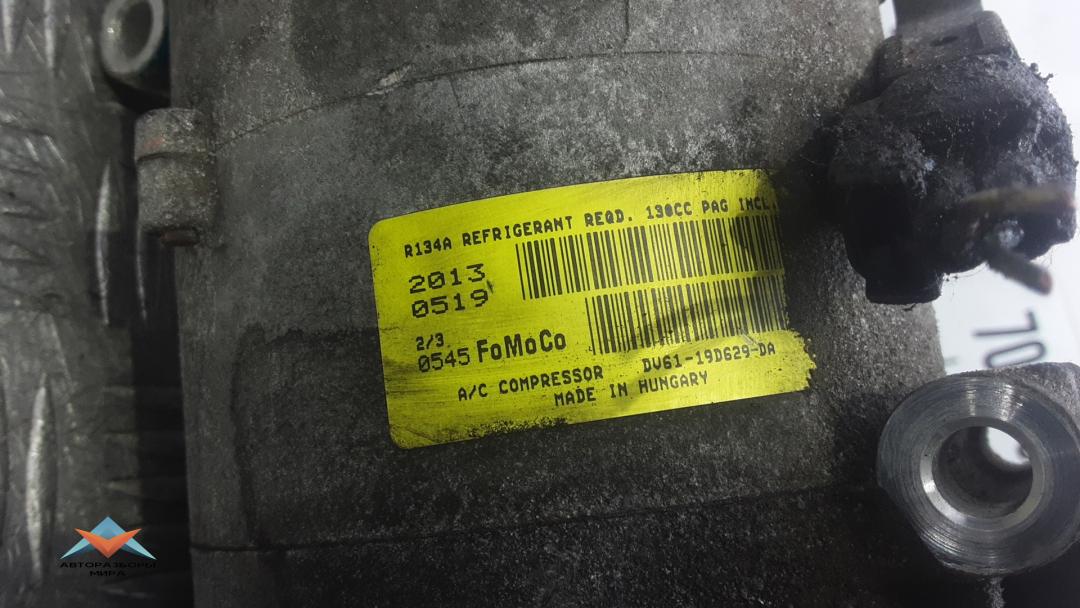 R134A REFRIGERANT REQD. 130CC PAG INCL.
2013
0519
2/3
0545 FoMoCo
DV61-19D629-DA
A/C COMPRESSOR
MADE IN HUNGARY
АВТОРАЗБОРЫ
МИРА